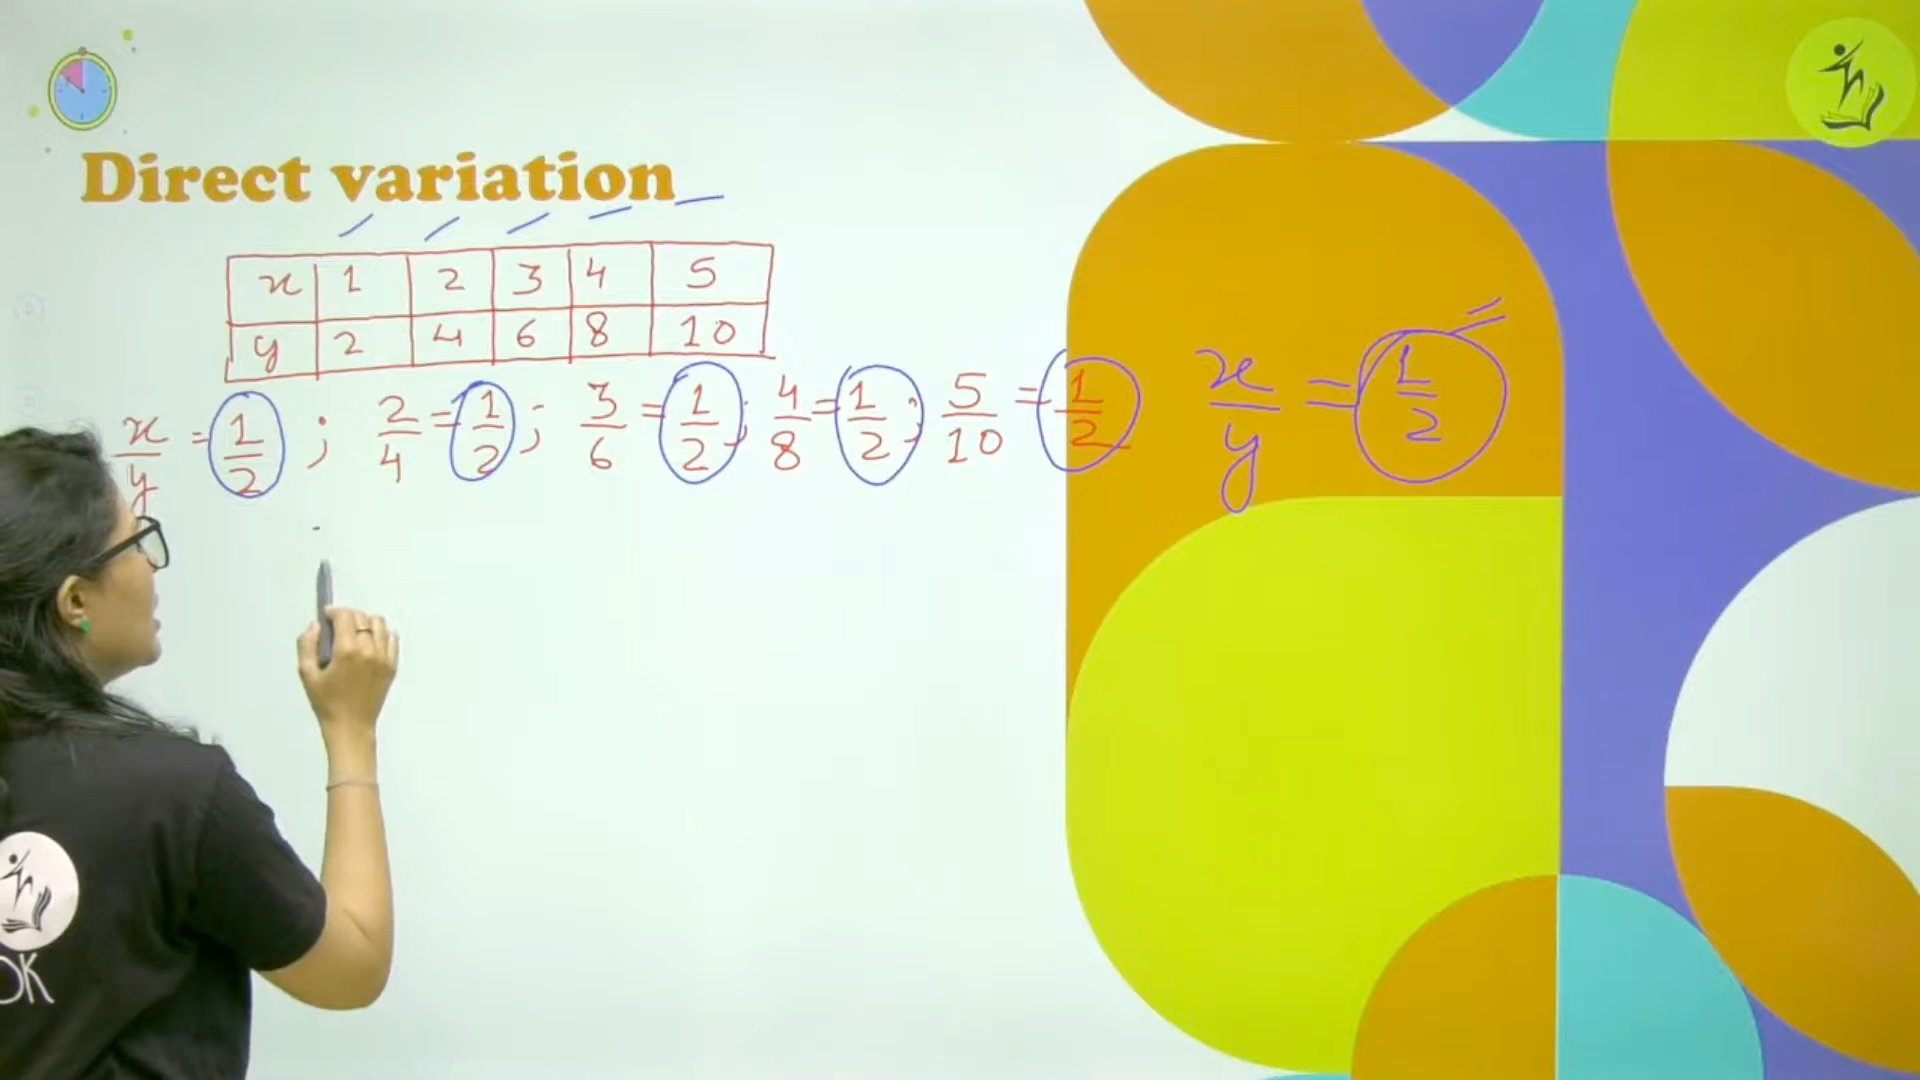 Direct variation
x 1 2 3 4 5
y 2 4 6 8 10
x/y = 1/2 ; 2/4 = 1/2 ; 3/6 = 1/2 ; 4/8 = 1/2 ; 5/10 = 1/2 x/y = 1/2
OK